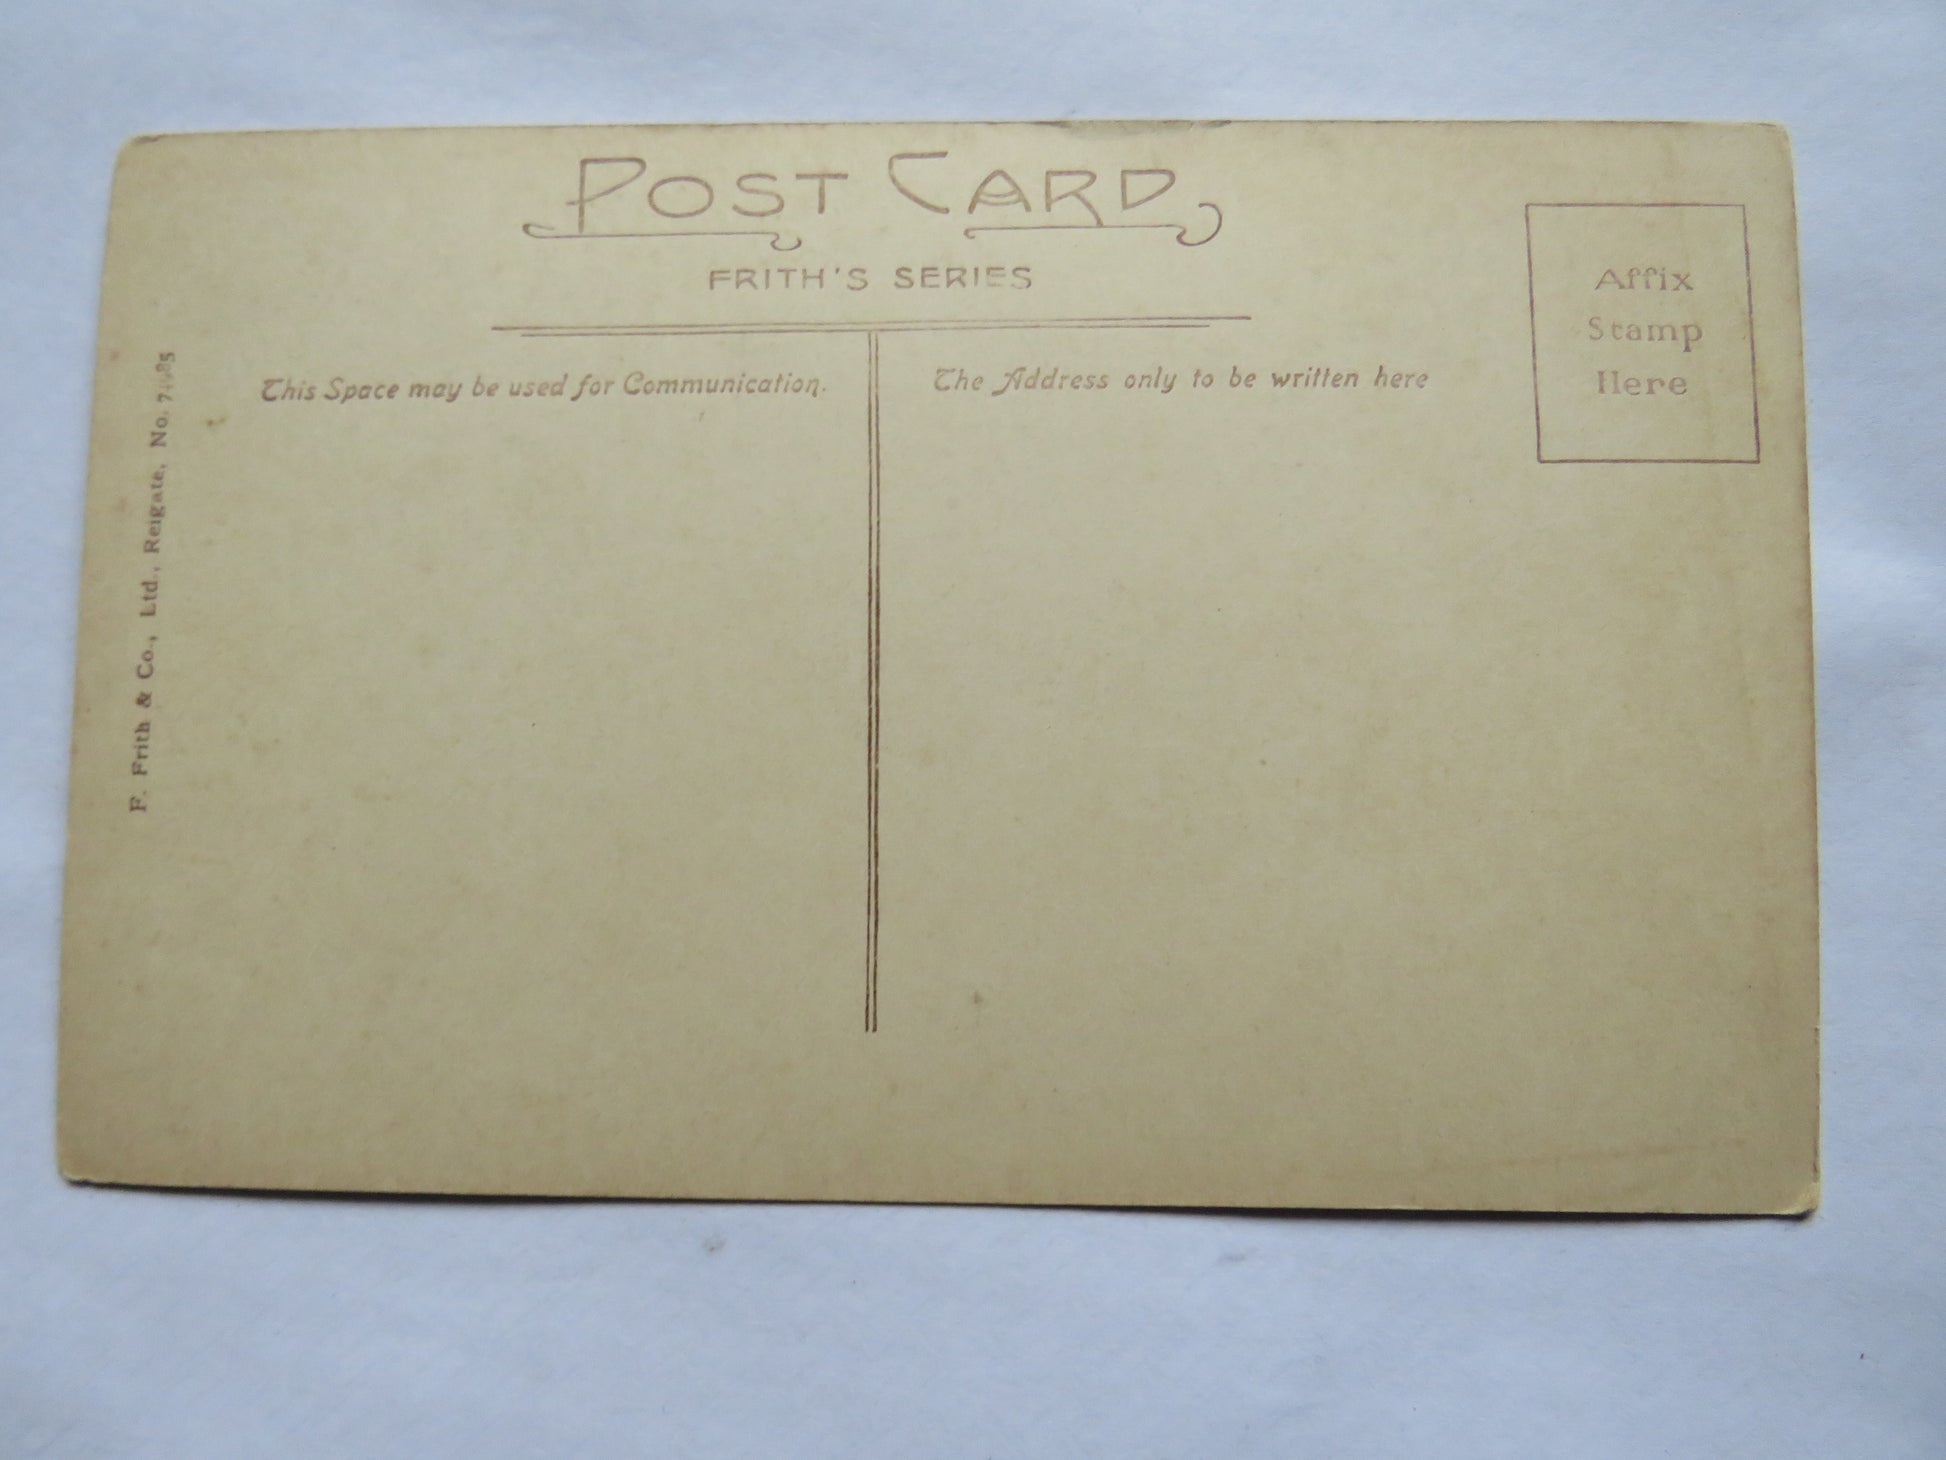 POST CARD
FRITH'S SERIES
This Space may be used for Communication.
The Address only to be written here
Affix
Stamp
Here
F. Frith & Co., Ltd., Reigate. No.